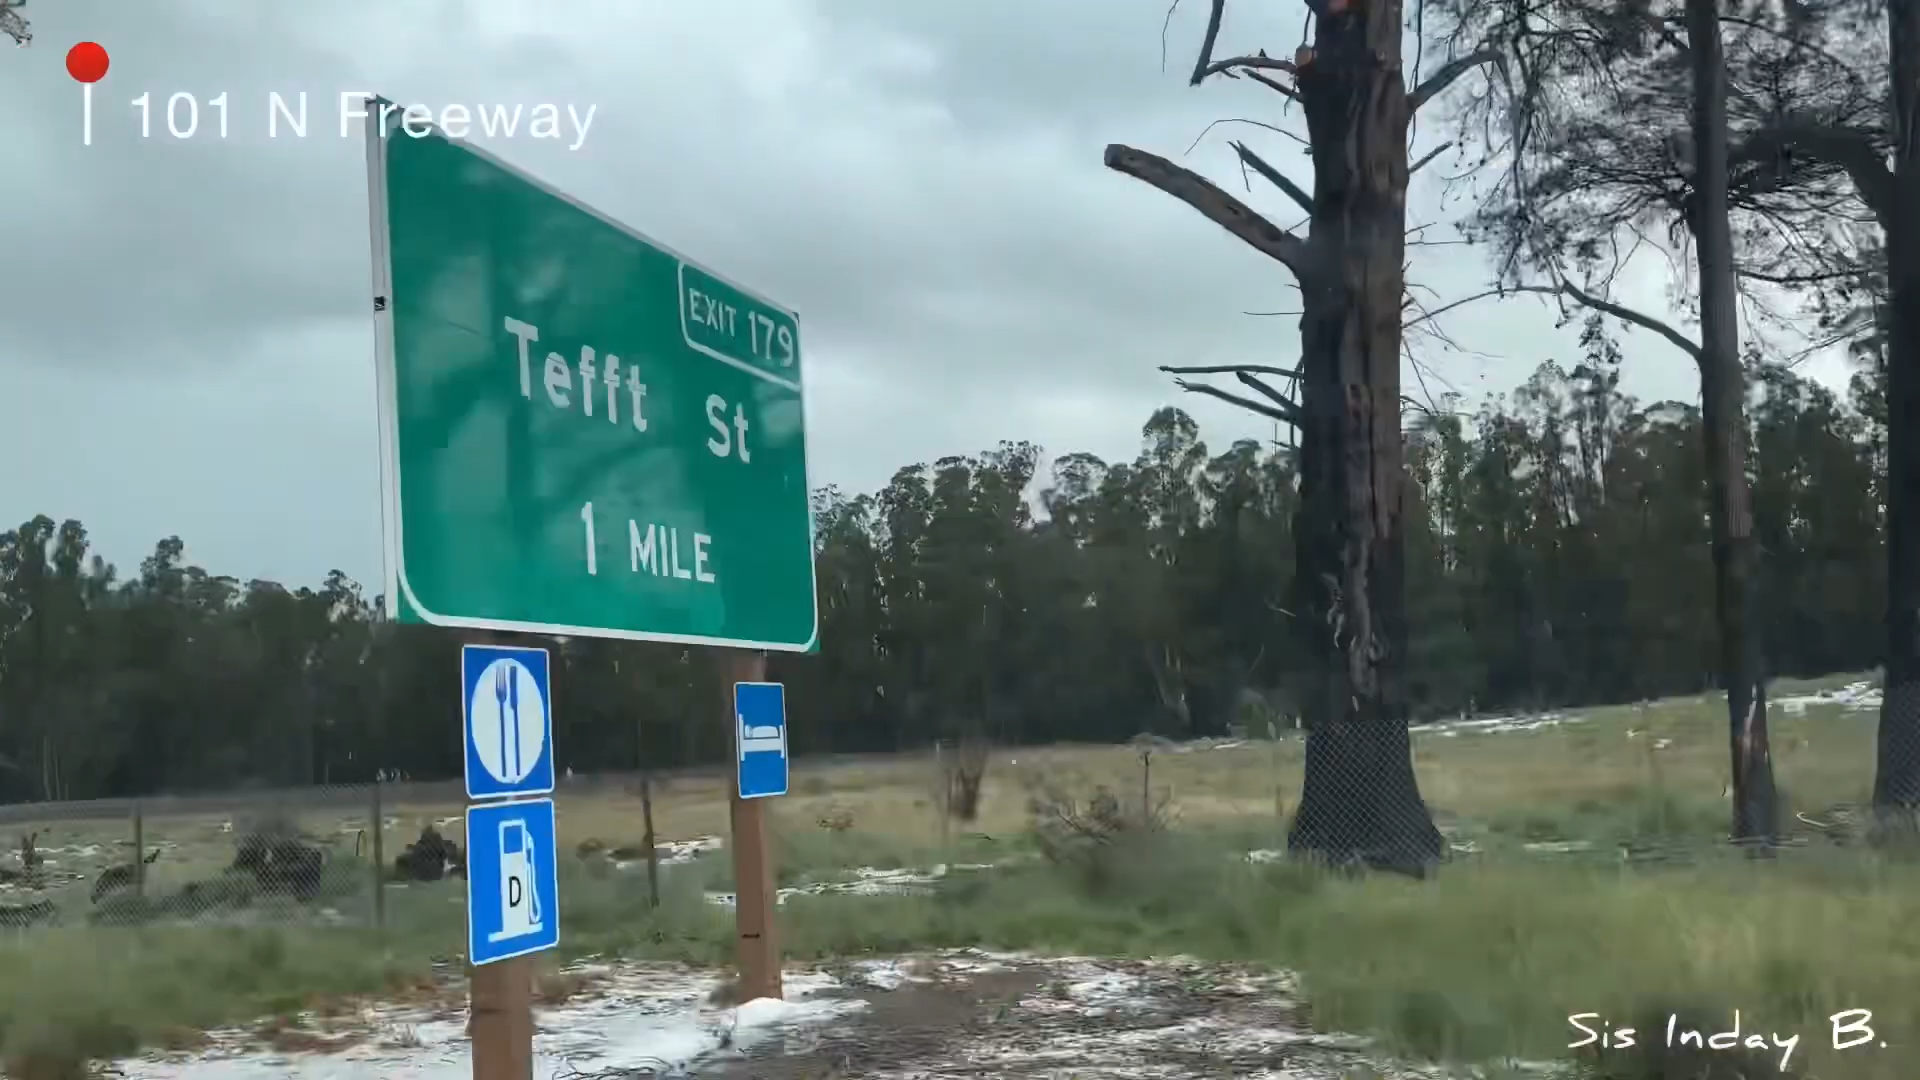 101 N Freeway
EXIT 179
Tefft St
1 MILE
D
Sis Inday B.